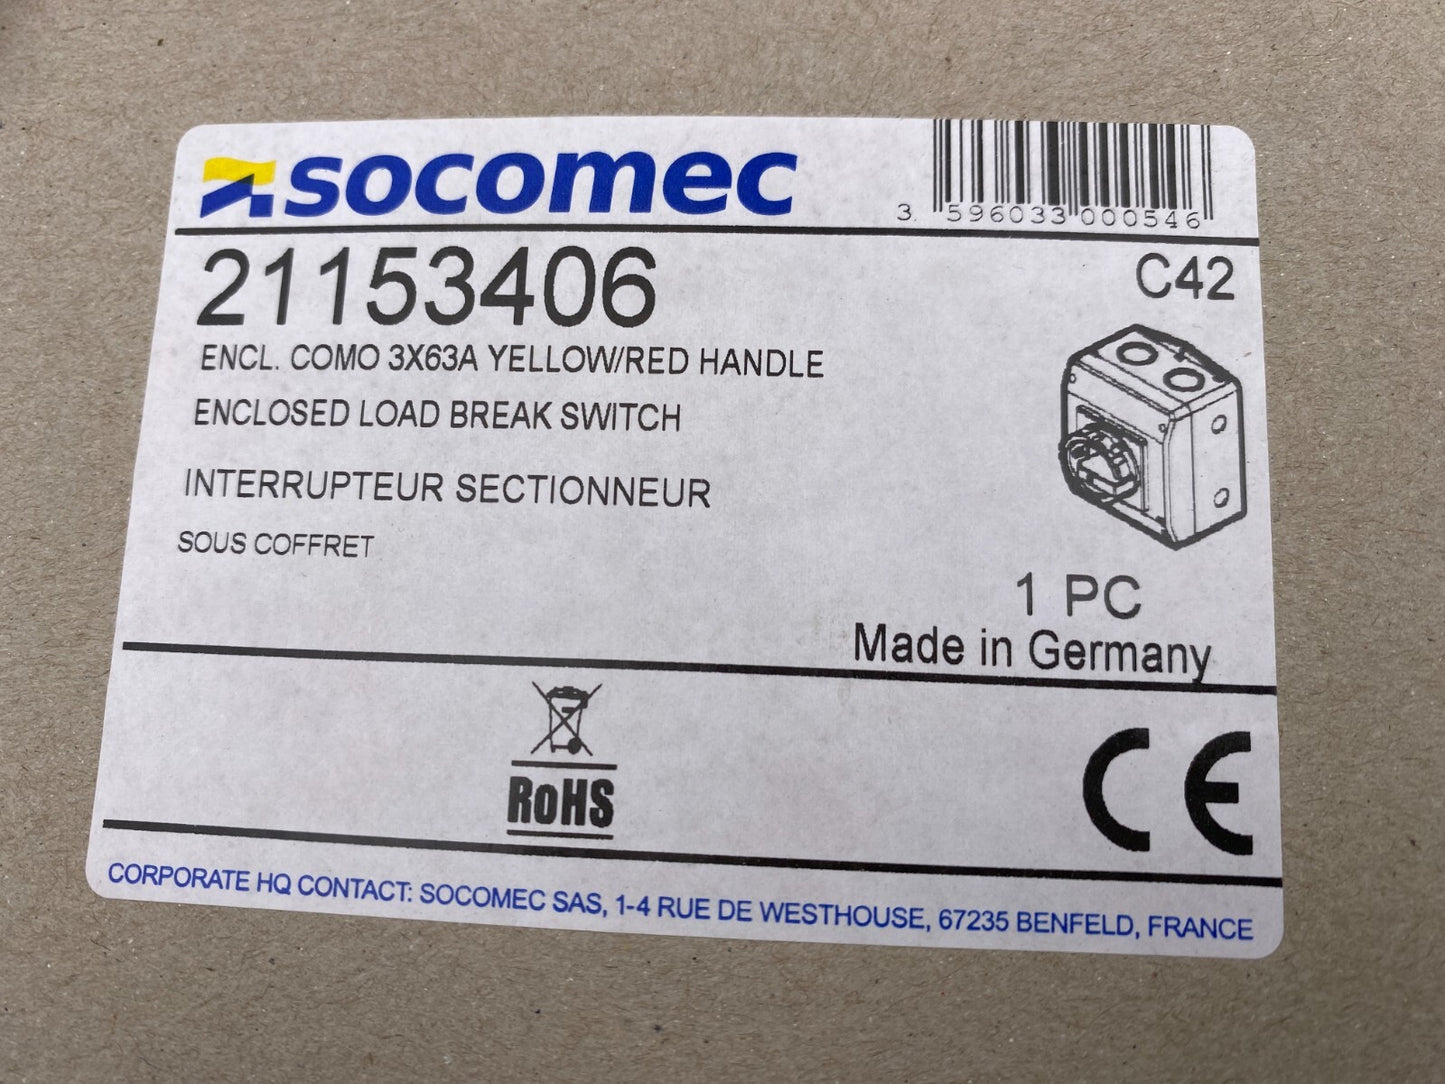 socomec
3 596033 000546
21153406
C42
ENCL. COMO 3X63A YELLOW/RED HANDLE
ENCLOSED LOAD BREAK SWITCH
INTERRUPTEUR SECTIONNEUR
SOUS COFFRET
1 PC
Made in Germany
RoHS
CE
CORPORATE HQ CONTACT: SOCOMEC SAS, 1-4 RUE DE WESTHOUSE, 67235 BENFELD, FRANCE